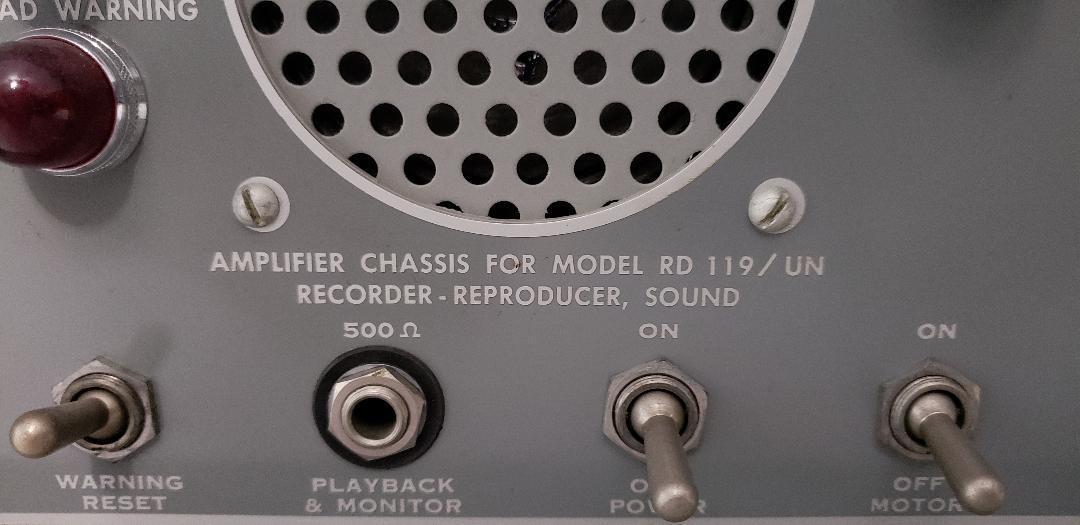 AD WARNING
AMPLIFIER CHASSIS FOR MODEL RD 119/UN
RECORDER-REPRODUCER, SOUND
500 Ω
ON
ON
WARNING
RESET
PLAYBACK
& MONITOR
POWER
OFF
MOTOR